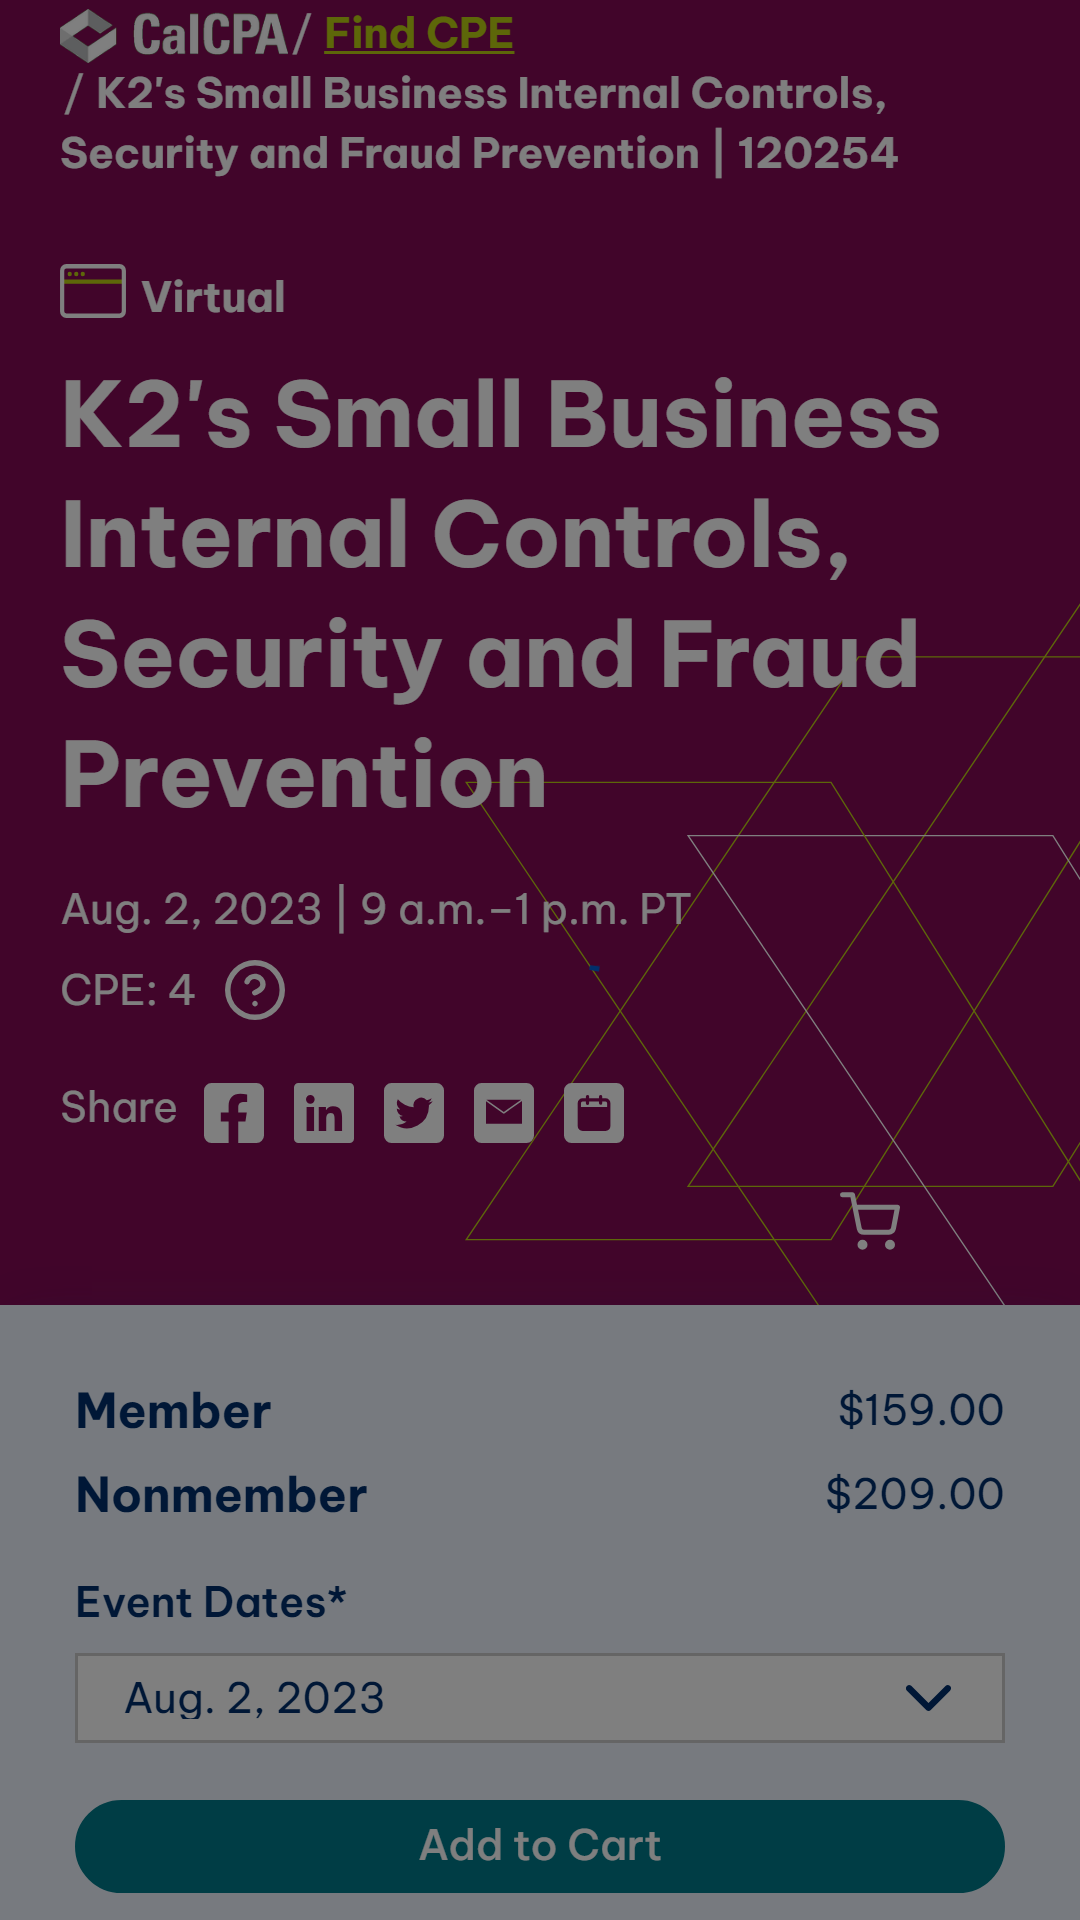 CalCPA / Find CPE
/ K2's Small Business Internal Controls,
Security and Fraud Prevention | 120254
Virtual
K2's Small Business
Internal Controls,
Security and Fraud
Prevention
Aug. 2, 2023 | 9 a.m.–1 p.m. PT
CPE: 4 ?
Share
Member $159.00
Nonmember $209.00
Event Dates*
Aug. 2, 2023
Add to Cart